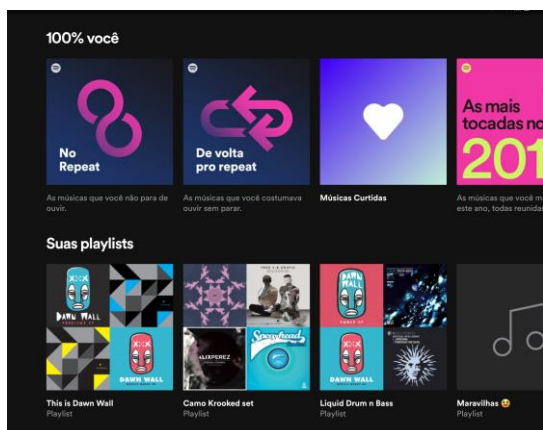 100% você
No
Repeat
De volta
pro repeat
As mais
tocadas no
201
As músicas que você não para de
ouvir.
As músicas que você costumava
ouvir sem parar.
Músicas Curtidas
As músicas que você m
este ano, todas reunidas
Suas playlists
DAWN WALL
DAWN WALL
Speayhead
ALIXPEREZ
DAWN WALL
DAWN WALL
This is Dawn Wall
Playlist
Camo Krooked set
Playlist
Liquid Drum n Bass
Playlist
Maravilhas 😢
Playlist